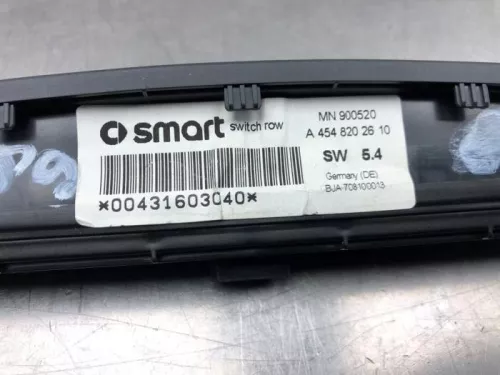 smart switch row
*00431603040*
MN 900520
A 454 820 26 10
SW 5.4
Germany (DE)
BJA-708100013